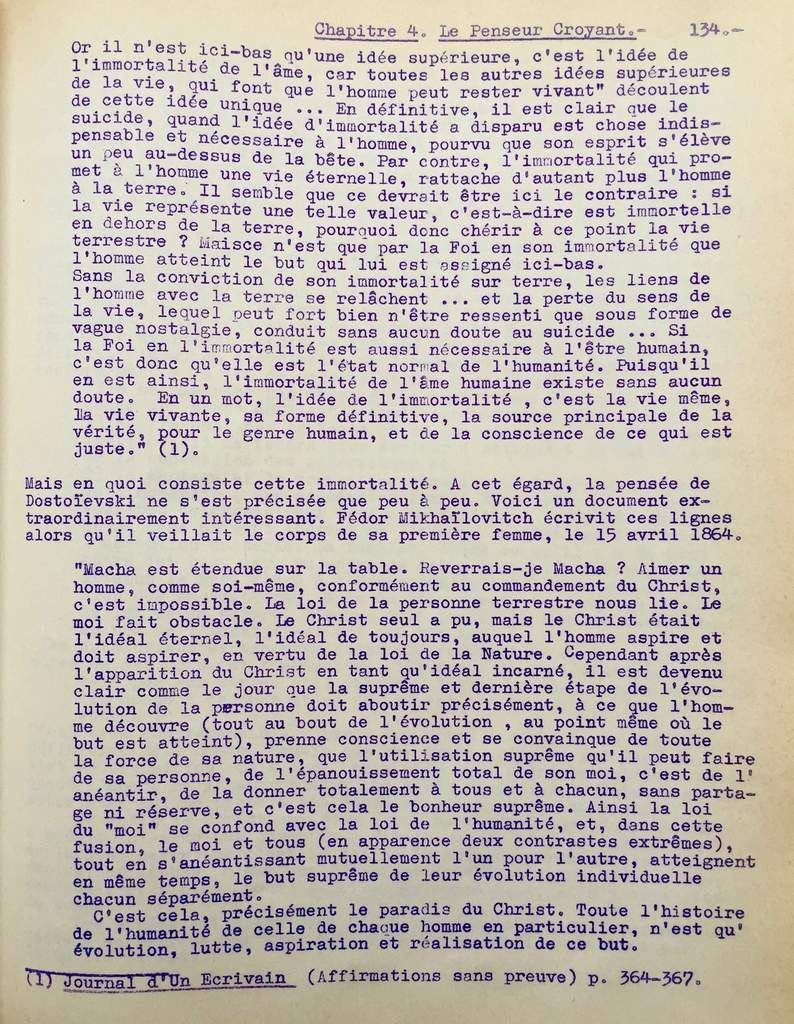 Chapitre 4. Le Penseur Croyant.-     134.-
Or il n'est ici-bas qu'une idée supérieure, c'est l'idée de
l'immortalité de l'âme, car toutes les autres idées supérieures
de la vie, qui font que l'homme peut rester vivant" découlent
de cette idée unique ... En définitive, il est clair que le
suicide, quand l'idée d'immortalité a disparu est chose indis-
pensable et nécessaire à l'homme, pourvu que son esprit s'élève
un peu au-dessus de la bête. Par contre, l'immortalité qui pro-
met à l'homme une vie éternelle, rattache d'autant plus l'homme
à la terre. Il semble que ce devrait être ici le contraire : si
la vie représente une telle valeur, c'est-à-dire est immortelle
en dehors de la terre, pourquoi donc chérir à ce point la vie
terrestre ? Maisce n'est que par la Foi en son immortalité que
l'homme atteint le but qui lui est assigné ici-bas.
Sans la conviction de son immortalité sur terre, les liens de
l'homme avec la terre se relâchent ... et la perte du sens de
la vie, lequel peut fort bien n'être ressenti que sous forme de
vague nostalgie, conduit sans aucun doute au suicide ... Si
la Foi en l'immortalité est aussi nécessaire à l'être humain,
c'est donc qu'elle est l'état normal de l'humanité. Puisqu'il
en est ainsi, l'immortalité de l'âme humaine existe sans aucun
doute.  En un mot, l'idée de l'immortalité , c'est la vie même,
la vie vivante, sa forme définitive, la source principale de la
vérité, pour le genre humain, et de la conscience de ce qui est
juste." (1).
Mais en quoi consiste cette immortalité. A cet égard, la pensée de
Dostoïevski ne s'est précisée que peu à peu. Voici un document ex-
traordinairement intéressant. Fédor Mikhaïlovitch écrivit ces lignes
alors qu'il veillait le corps de sa première femme, le 15 avril 1864.
"Macha est étendue sur la table. Reverrais-je Macha ? Aimer un
homme, comme soi-même, conformément au commandement du Christ,
c'est impossible. La loi de la personne terrestre nous lie. Le
moi fait obstacle. Le Christ seul a pu, mais le Christ était
l'idéal éternel, l'idéal de toujours, auquel l'homme aspire et
doit aspirer, en vertu de la loi de la Nature. Cependant après
l'apparition du Christ en tant qu'idéal incarné, il est devenu
clair comme le jour que la suprême et dernière étape de l'évo-
lution de la personne doit aboutir précisément, à ce que l'hom-
me découvre (tout au bout de l'évolution , au point même où le
but est atteint), prenne conscience et se convainque de toute
la force de sa nature, que l'utilisation suprême qu'il peut faire
de sa personne, de l'épanouissement total de son moi, c'est de l'
anéantir, de la donner totalement à tous et à chacun, sans parta-
ge ni réserve, et c'est cela le bonheur suprême. Ainsi la loi
du "moi" se confond avec la loi de  l'humanité, et, dans cette
fusion, le moi et tous (en apparence deux contrastes extrêmes),
tout en s'anéantissant mutuellement l'un pour l'autre, atteignent
en même temps, le but suprême de leur évolution individuelle
chacun séparément.
C'est cela, précisément le paradis du Christ. Toute l'histoire
de l'humanité de celle de chaque homme en particulier, n'est qu'
évolution, lutte, aspiration et réalisation de ce but.
(1) Journal d'Un Ecrivain (Affirmations sans preuve) p. 364-367.